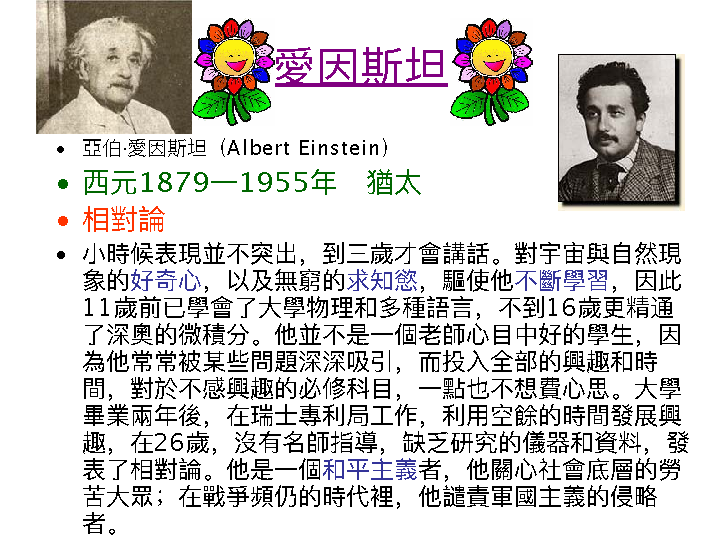 愛因斯坦
• 亞伯·愛因斯坦（Albert Einstein）
• 西元1879—1955年　猶太
• 相對論
• 小時候表現並不突出，到三歲才會講話。對宇宙與自然現
象的好奇心，以及無窮的求知慾，驅使他不斷學習，因此
11歲前已學會了大學物理和多種語言，不到16歲更精通
了深奧的微積分。他並不是一個老師心目中好的學生，因
為他常常被某些問題深深吸引，而投入全部的興趣和時
間，對於不感興趣的必修科目，一點也不想費心思。大學
畢業兩年後，在瑞士專利局工作，利用空餘的時間發展興
趣，在26歲，沒有名師指導，缺乏研究的儀器和資料，發
表了相對論。他是一個和平主義者，他關心社會底層的勞
苦大眾；在戰爭頻仍的時代裡，他譴責軍國主義的侵略
者。